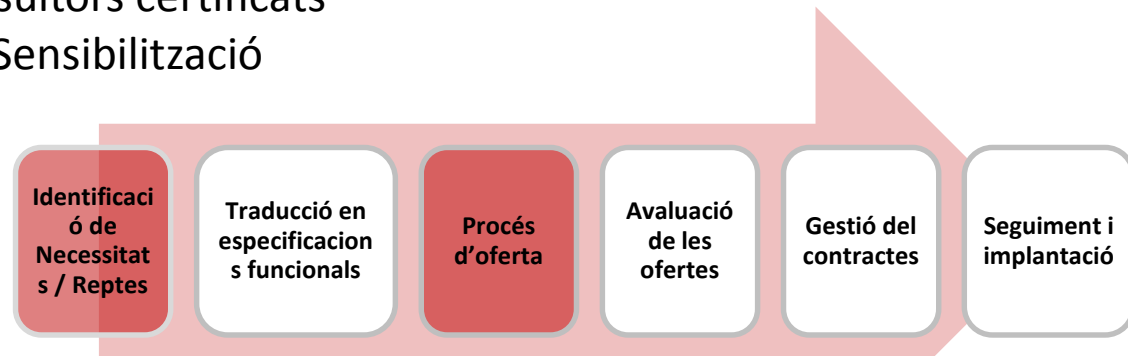 Sensibilització
Identificaci
ó de
Necessitat
s / Reptes
Traducció en
especificacion
s funcionals
Procés
d’oferta
Avaluació
de les
ofertes
Gestió del
contractes
Seguiment i
implantació